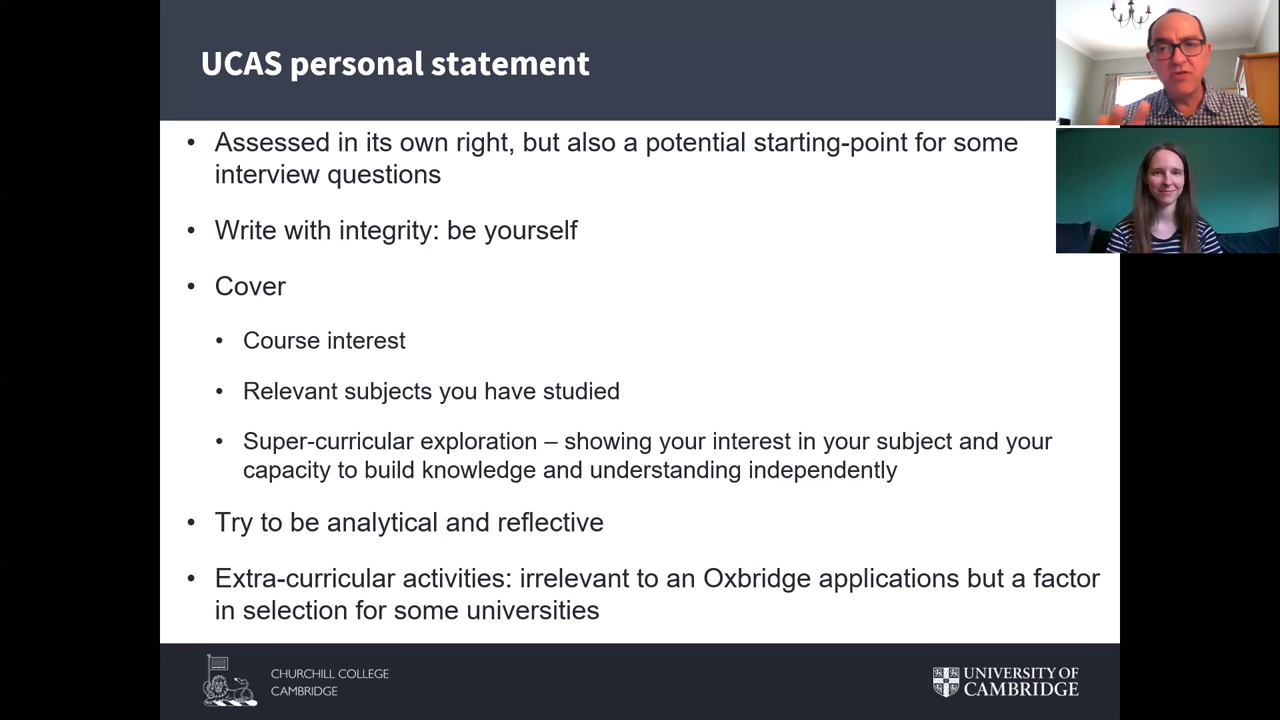 UCAS personal statement
• Assessed in its own right, but also a potential starting-point for some
interview questions
• Write with integrity: be yourself
• Cover
• Course interest
• Relevant subjects you have studied
• Super-curricular exploration – showing your interest in your subject and your
capacity to build knowledge and understanding independently
• Try to be analytical and reflective
• Extra-curricular activities: irrelevant to an Oxbridge applications but a factor
in selection for some universities
CHURCHILL COLLEGE
CAMBRIDGE
UNIVERSITY OF
CAMBRIDGE